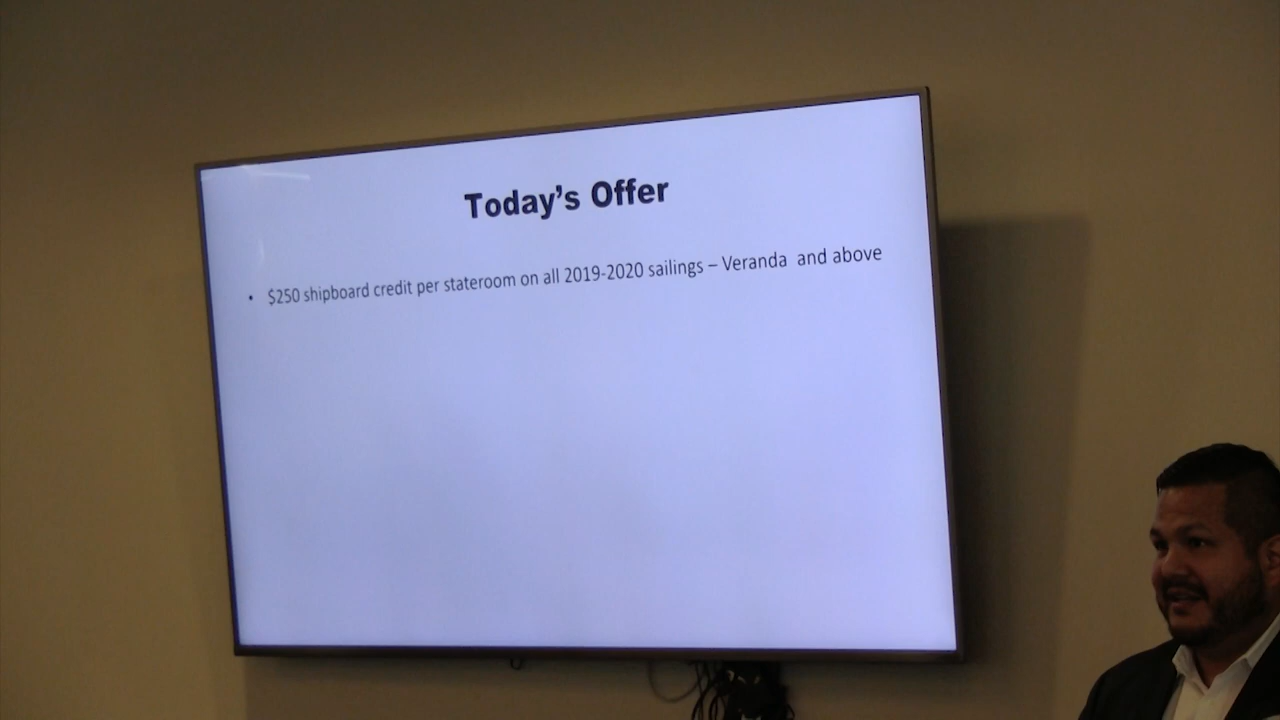 Today's Offer
• $250 shipboard credit per stateroom on all 2019-2020 sailings – Veranda and above